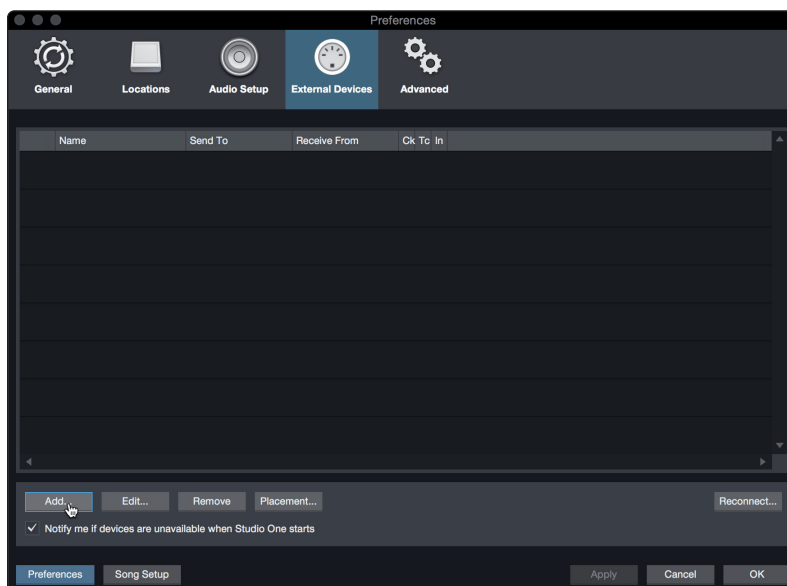 Preferences
General Locations Audio Setup External Devices Advanced
Name Send To Receive From Ck Tc In
Add... Edit... Remove Placement... Reconnect...
Notify me if devices are unavailable when Studio One starts
Preferences Song Setup Apply Cancel OK